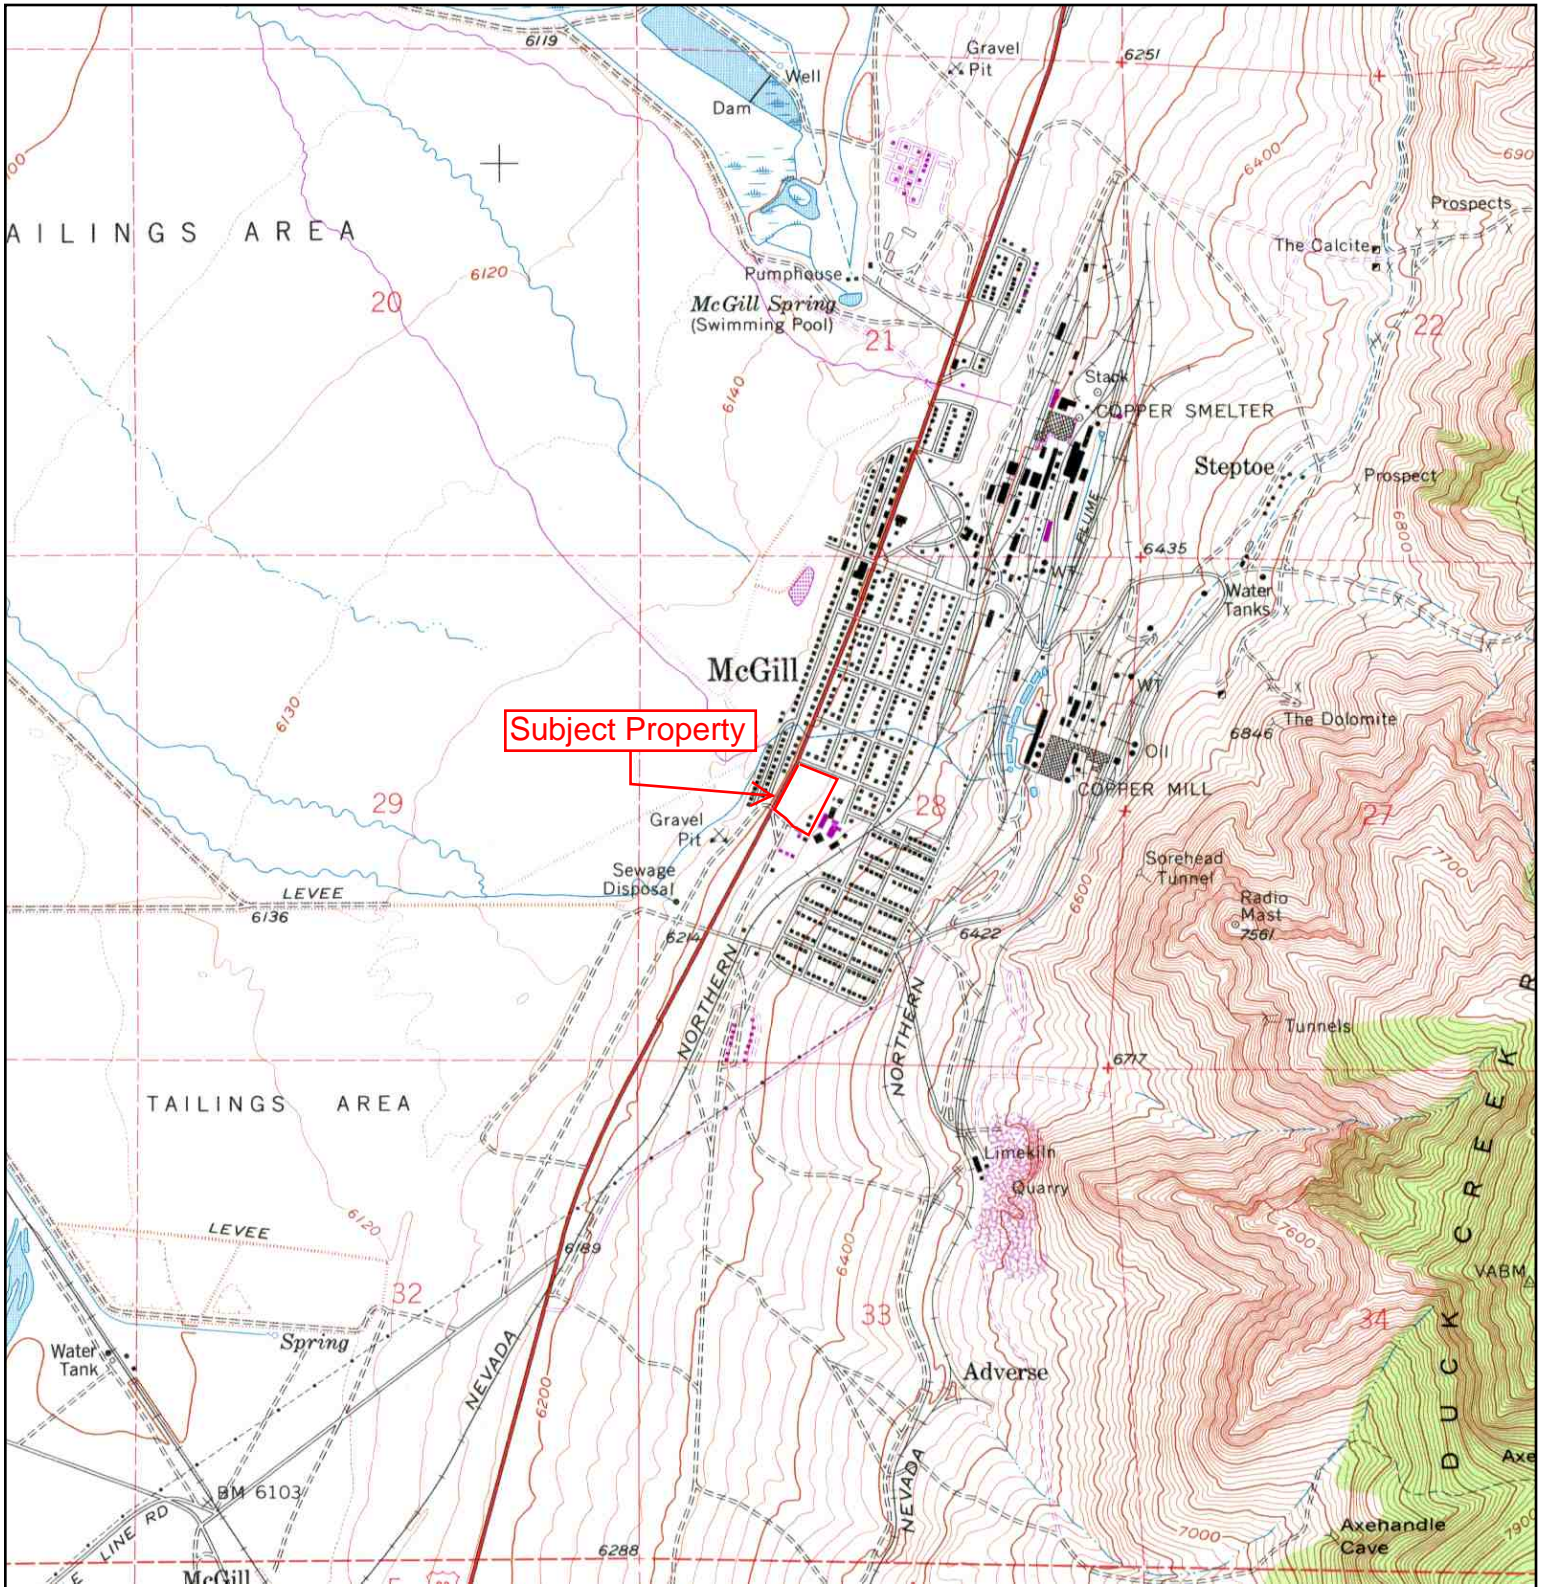 6119
Gravel
Pit
6251
Well
Dam
6400
690
Prospects
AILINGS AREA
The Calcite
6120
Pumphouse
20
McGill Spring
(Swimming Pool)
21
22
6140
Stack
COPPER SMELTER
Steptoe
Prospect
FLUME
6800
6435
WT
Water
Tanks
McGill
WT
6130
Subject Property
The Dolomite
6846
Oil
29
COPPER MILL
28
27
Gravel
Pit
Sorehead
Tunnel
7700
Sewage
Disposal
LEVEE
6600
Radio
Mast
7561
6136
6214
6422
NORTHERN
NORTHERN
Tunnels
6717
TAILINGS AREA
Limekiln
Quarry
LEVEE
6120
7600
6189
6400
VABM
32
33
34
DUCK CREEK R
Spring
Water
Tank
NEVADA
Adverse
6200
NEVADA
Axe
BM 6103
E LINE RD
7000
Axehandle
Cave
7900
6288
McGill